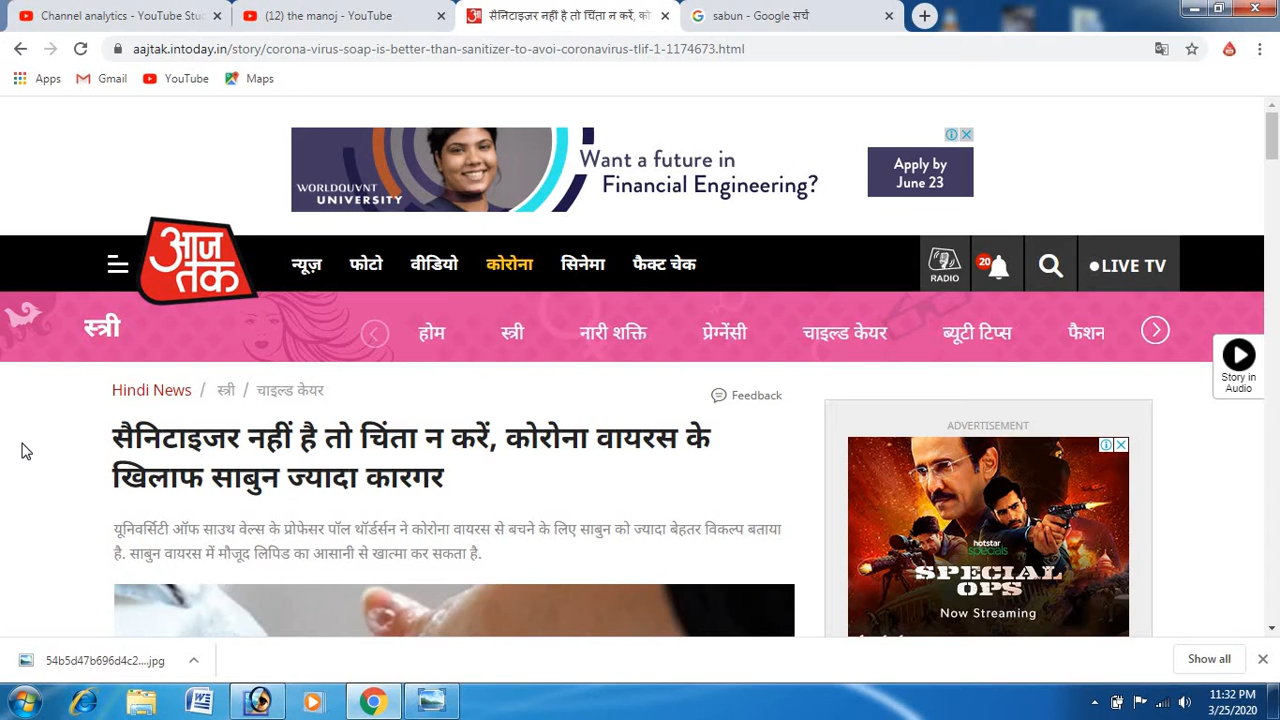 Channel analytics - YouTube Stu
(12) the manoj - YouTube
सैनिटाइजर नहीं है तो चिंता न करें, को
sabun - Google सर्च
aajtak.intoday.in/story/corona-virus-soap-is-better-than-sanitizer-to-avoi-coronavirus-tlif-1-1174673.html
Apps
Gmail
YouTube
Maps
WORLDQUVNT
UNIVERSITY
Want a future in
Financial Engineering?
Apply by
June 23
आज
तक
न्यूज़
फोटो
वीडियो
कोरोना
सिनेमा
फैक्ट चेक
RADIO
20
LIVE TV
स्त्री
होम
स्त्री
नारी शक्ति
प्रेग्नेंसी
चाइल्ड केयर
ब्यूटी टिप्स
फैशन
Story in
Audio
Hindi News / स्त्री / चाइल्ड केयर
Feedback
सैनिटाइजर नहीं है तो चिंता न करें, कोरोना वायरस के
खिलाफ साबुन ज्यादा कारगर
यूनिवर्सिटी ऑफ साउथ वेल्स के प्रोफेसर पॉल थॉर्डर्सन ने कोरोना वायरस से बचने के लिए साबुन को ज्यादा बेहतर विकल्प बताया
है. साबुन वायरस में मौजूद लिपिड का आसानी से खात्मा कर सकता है.
ADVERTISEMENT
hotstar
specials
SPECIAL
OPS
Now Streaming
54b5d47b696d4c2....jpg
Show all
11:32 PM
3/25/2020